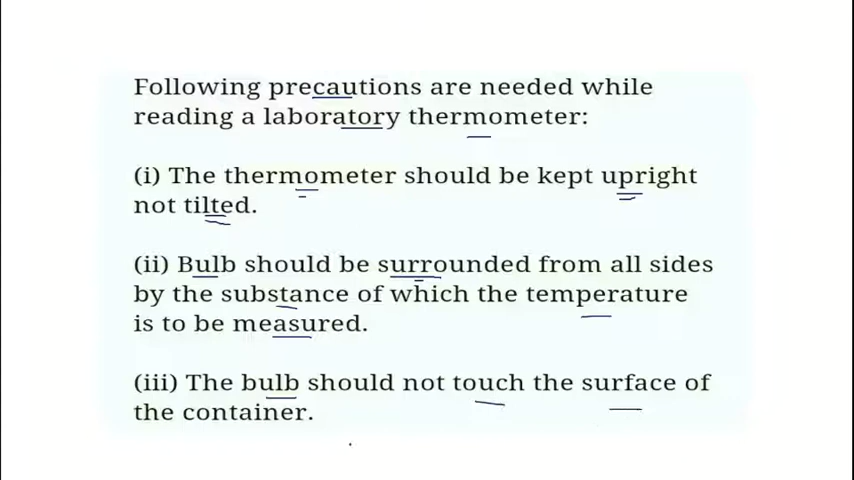 Following precautions are needed while
reading a laboratory thermometer:
(i) The thermometer should be kept upright
not tilted.
(ii) Bulb should be surrounded from all sides
by the substance of which the temperature
is to be measured.
(iii) The bulb should not touch the surface of
the container.